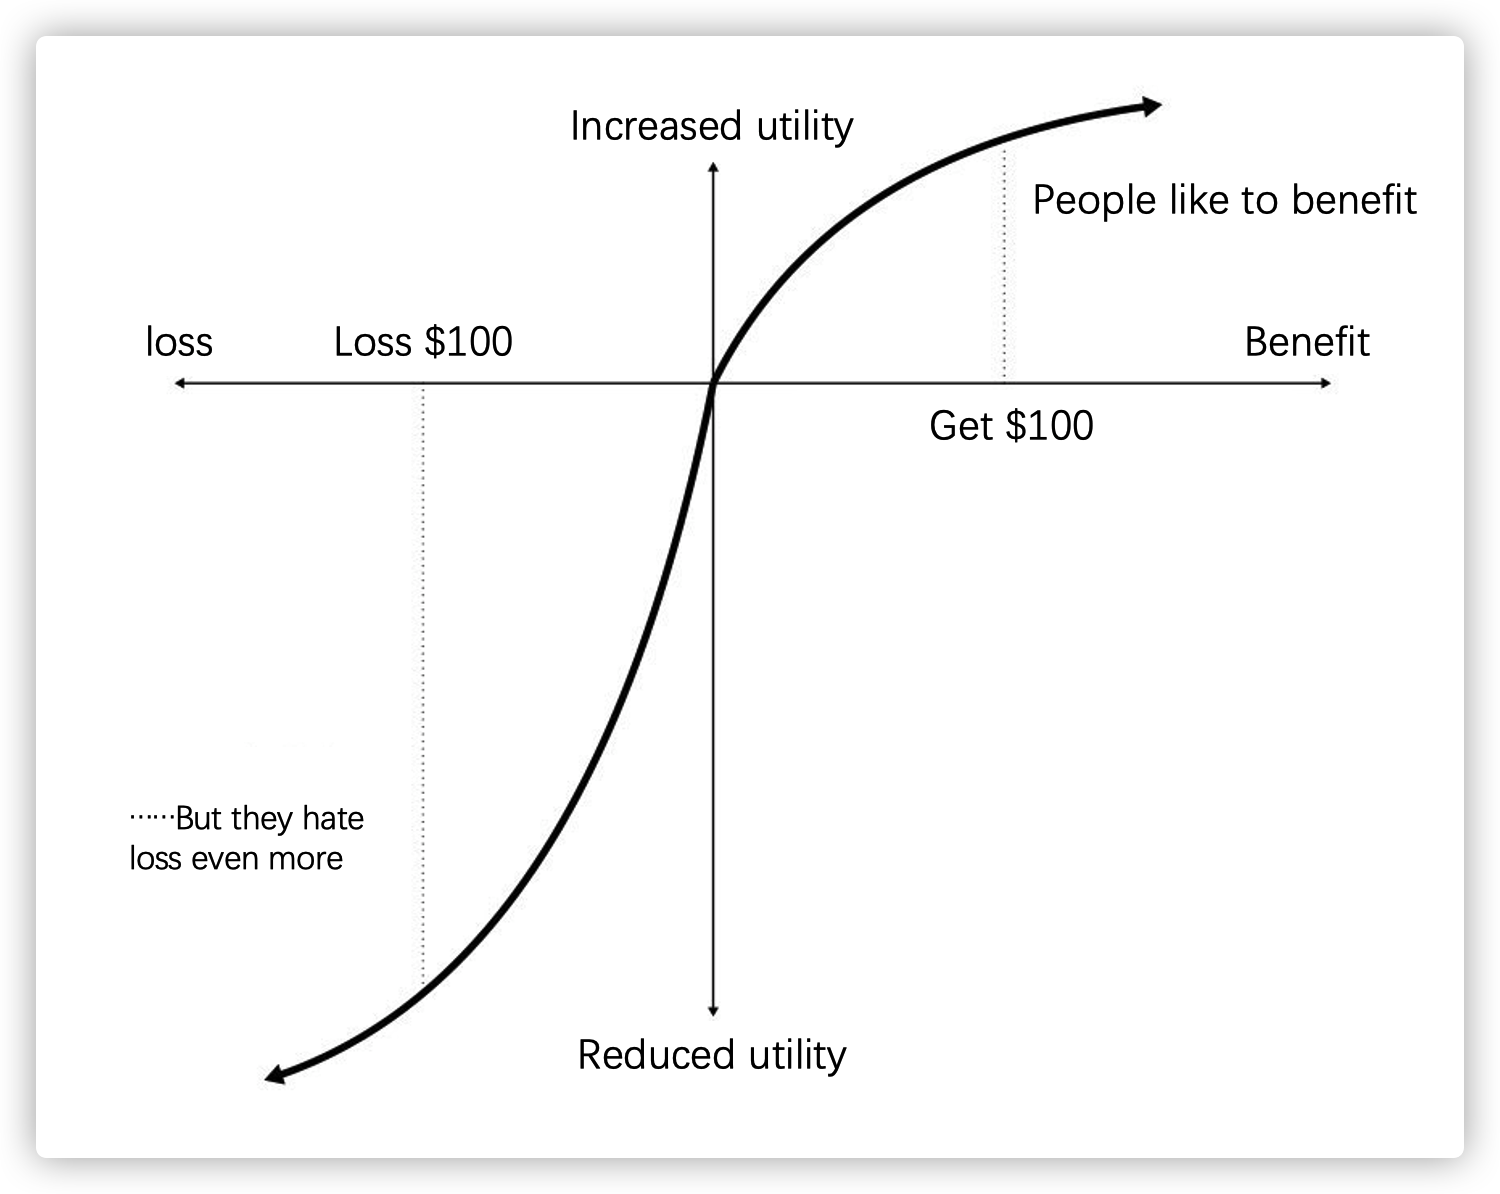 Increased utility
People like to benefit
loss
Loss $100
Benefit
Get $100
⋯⋯But they hate
loss even more
Reduced utility